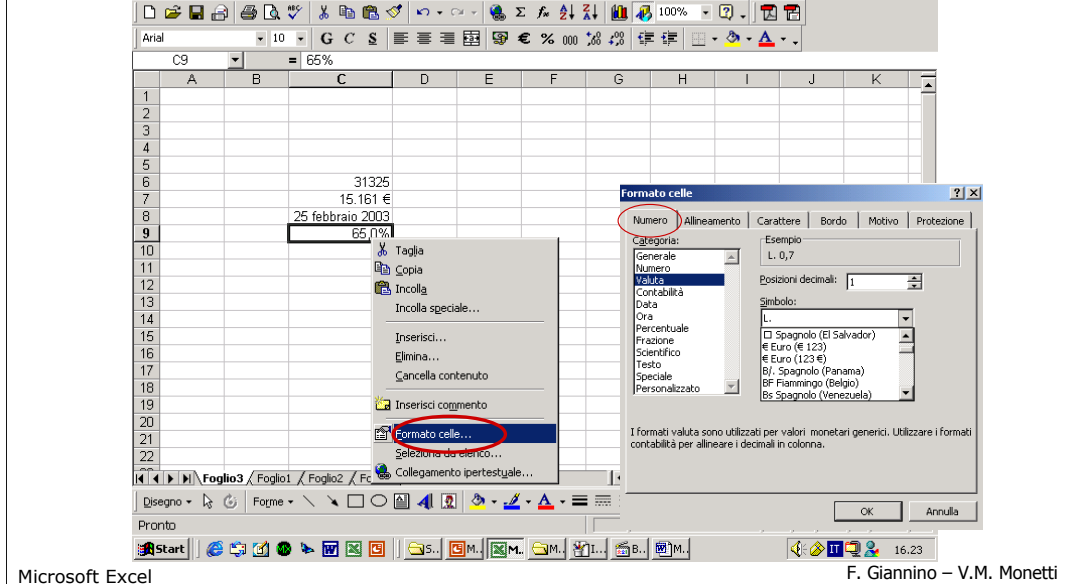 100%
Arial 10 G C S € % 000
C9 = 65%
A B C D E F G H I J K
1
2
3
4
5
6 31325
7 15.161 €
8 25 febbraio 2003
9 65,0%
10
11
12
13
14
15
16
17
18
19
20
21
22
Taglia
Copia
Incolla
Incolla speciale...
Inserisci...
Elimina...
Cancella contenuto
Inserisci commento
Formato celle...
Seleziona da elenco...
Collegamento ipertestuale...
Formato celle
Numero Allineamento Carattere Bordo Motivo Protezione
Categoria:
Generale
Numero
Valuta
Contabilità
Data
Ora
Percentuale
Frazione
Scientifico
Testo
Speciale
Personalizzato
Esempio
L. 0,7
Posizioni decimali: 1
Simbolo:
L.
Spagnolo (El Salvador)
€ Euro (€ 123)
€ Euro (123 €)
B/. Spagnolo (Panama)
BF Fiammingo (Belgio)
Bs Spagnolo (Venezuela)
I formati valuta sono utilizzati per valori monetari generici. Utilizzare i formati
contabilità per allineare i decimali in colonna.
OK Annulla
Foglio3 Foglio1 Foglio2
Disegno Forme
Pronto
Start S.. M.. M.. M.. I... B.. M.. IT 16.23
Microsoft Excel
F. Giannino – V.M. Monetti